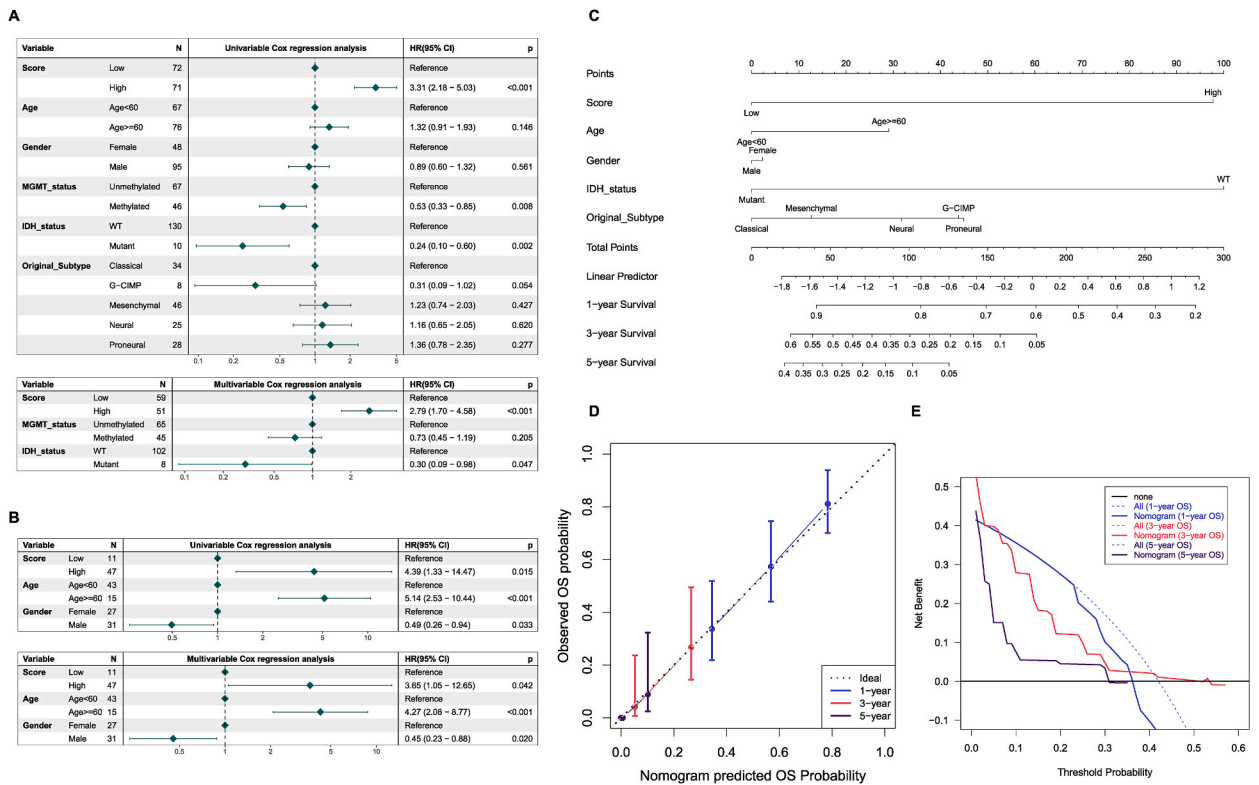 A
Variable N Univariable Cox regression analysis HR(95% CI) p
Score Low 72 Reference
High 71 3.31 (2.18 − 5.03) <0.001
Age Age<60 67 Reference
Age>=60 76 1.32 (0.91 − 1.93) 0.146
Gender Female 48 Reference
Male 95 0.89 (0.60 − 1.32) 0.561
MGMT_status Unmethylated 67 Reference
Methylated 46 0.53 (0.33 − 0.85) 0.008
IDH_status WT 130 Reference
Mutant 10 0.24 (0.10 − 0.60) 0.002
Original_Subtype Classical 34 Reference
G−CIMP 8 0.31 (0.09 − 1.02) 0.054
Mesenchymal 46 1.23 (0.74 − 2.03) 0.427
Neural 25 1.16 (0.65 − 2.05) 0.620
Proneural 28 1.36 (0.78 − 2.35) 0.277
0.1 0.2 0.5 1 2 5
Variable N Multivariable Cox regression analysis HR(95% CI) p
Score Low 59 Reference
High 51 2.79 (1.70 − 4.58) <0.001
MGMT_status Unmethylated 65 Reference
Methylated 45 0.73 (0.45 − 1.19) 0.205
IDH_status WT 102 Reference
Mutant 8 0.30 (0.09 − 0.98) 0.047
0.1 0.2 0.5 1 2
B
Variable N Univariable Cox regression analysis HR(95% CI) p
Score Low 11 Reference
High 47 4.39 (1.33 − 14.47) 0.015
Age Age<60 43 Reference
Age>=60 15 5.14 (2.53 − 10.44) <0.001
Gender Female 27 Reference
Male 31 0.49 (0.26 − 0.94) 0.033
0.5 1 2 5 10
Variable N Multivariable Cox regression analysis HR(95% CI) p
Score Low 11 Reference
High 47 3.65 (1.05 − 12.65) 0.042
Age Age<60 43 Reference
Age>=60 15 4.27 (2.08 − 8.77) <0.001
Gender Female 27 Reference
Male 31 0.45 (0.23 − 0.88) 0.020
0.5 1 2 5 10
C
0 10 20 30 40 50 60 70 80 90 100
Points
High
Score
Low
Age>=60
Age
Age<60
Female
Gender
Male
WT
IDH_status
Mutant
Mesenchymal G−CIMP
Original_Subtype
Classical Neural Proneural
Total Points
0 50 100 150 200 250 300
Linear Predictor
−1.8 −1.4 −1 −0.6 −0.2 0 0.2 0.4 0.6 0.8 1 1.2
1−year Survival
0.9 0.8 0.7 0.6 0.5 0.4 0.3 0.2
3−year Survival
0.6 0.55 0.5 0.45 0.4 0.35 0.3 0.25 0.2 0.15 0.1 0.05
5−year Survival
0.4 0.35 0.3 0.25 0.2 0.15 0.1 0.05
D
Observed OS probability
1.0
0.8
0.6
0.4
0.2
0.0
Ideal
1−year
3−year
5−year
0.0 0.2 0.4 0.6 0.8 1.0
Nomogram predicted OS Probability
E
Net Benefit
0.5
0.4
0.3
0.2
0.1
0.0
−0.1
none
All (1−year OS)
Nomogram (1−year OS)
All (3−year OS)
Nomogram (3−year OS)
All (5−year OS)
Nomogram (5−year OS)
0.0 0.1 0.2 0.3 0.4 0.5 0.6
Threshold Probability